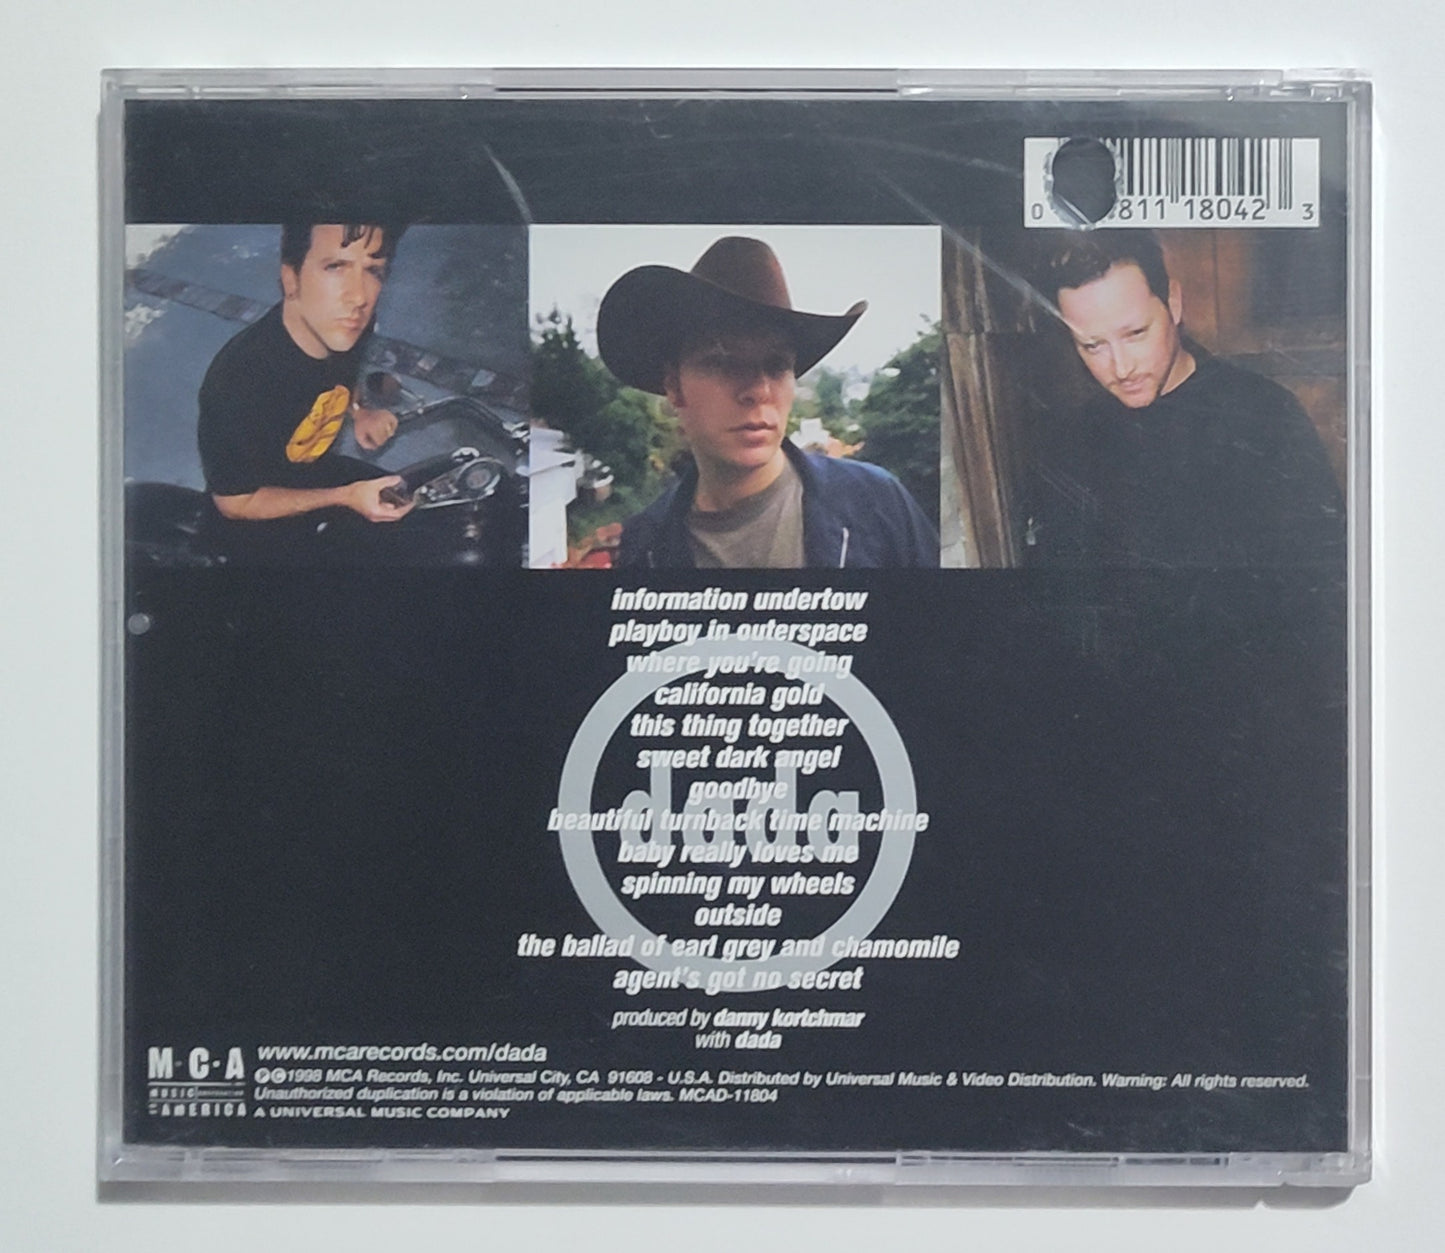 0 811 18042 3
information undertow
playboy in outerspace
where you're going
california gold
this thing together
sweet dark angel
goodbye
beautiful turnback time machine
baby really loves me
spinning my wheels
outside
the ballad of earl grey and chamomile
agent's got no secret
dada
produced by danny kortchmar
with dada
M·C·A
MUSIC
AMERICA
www.mcarecords.com/dada
℗©1998 MCA Records, Inc. Universal City, CA 91608 - U.S.A. Distributed by Universal Music & Video Distribution. Warning: All rights reserved.
Unauthorized duplication is a violation of applicable laws. MCAD-11804
A UNIVERSAL MUSIC COMPANY